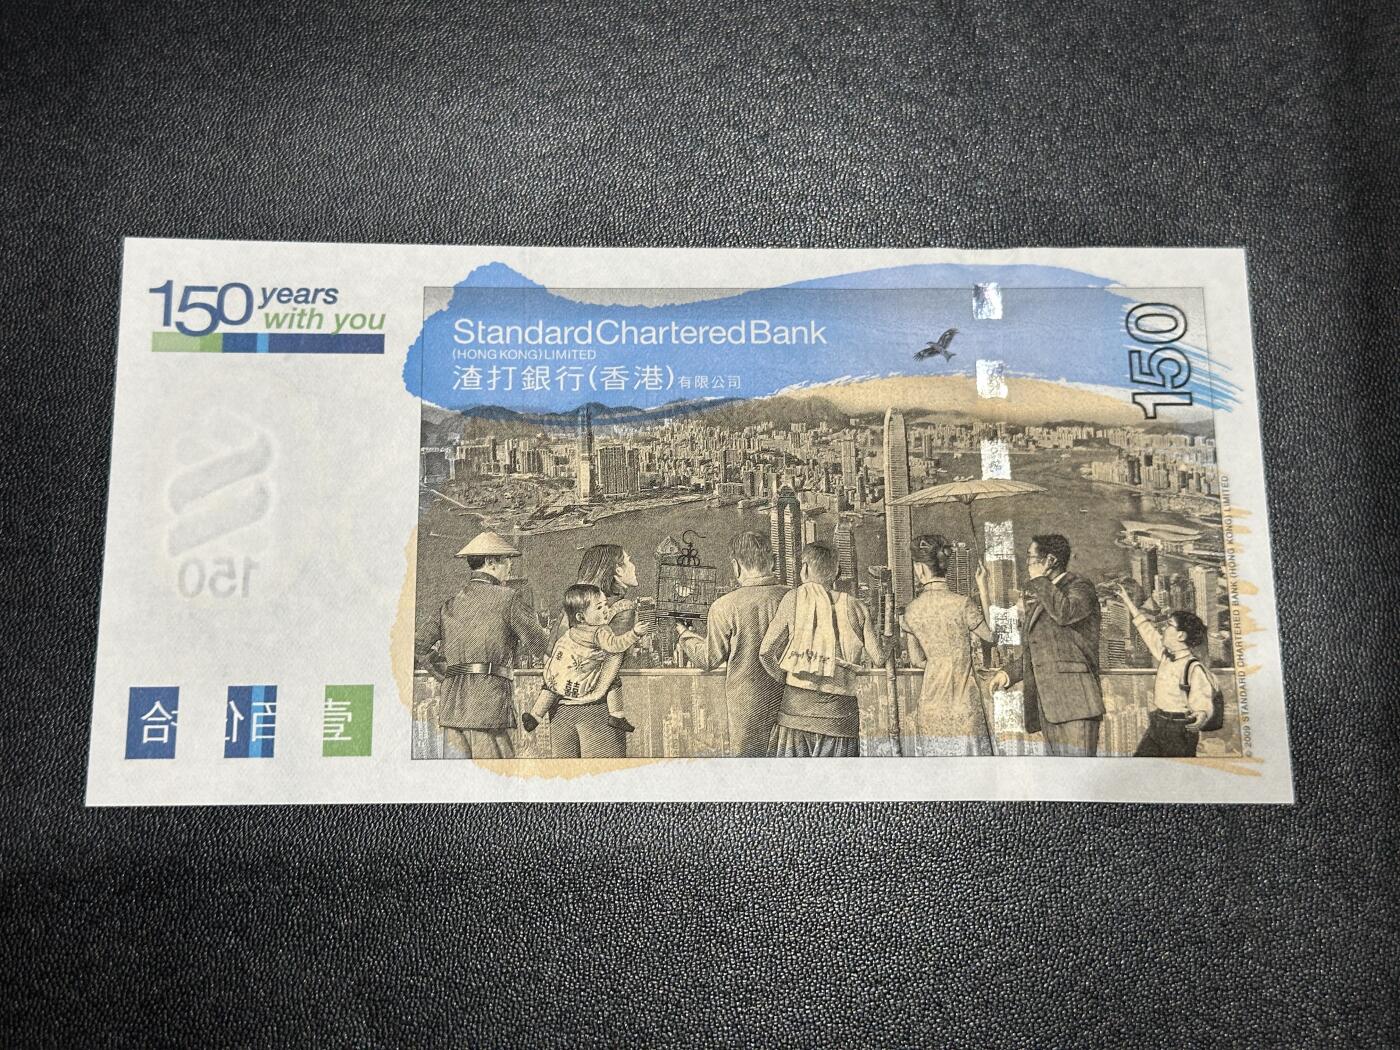 150 years
with you
Standard Chartered Bank
(HONG KONG) LIMITED
渣打銀行(香港)有限公司
150
150
© 2009 STANDARD CHARTERED BANK (HONG KONG) LIMITED